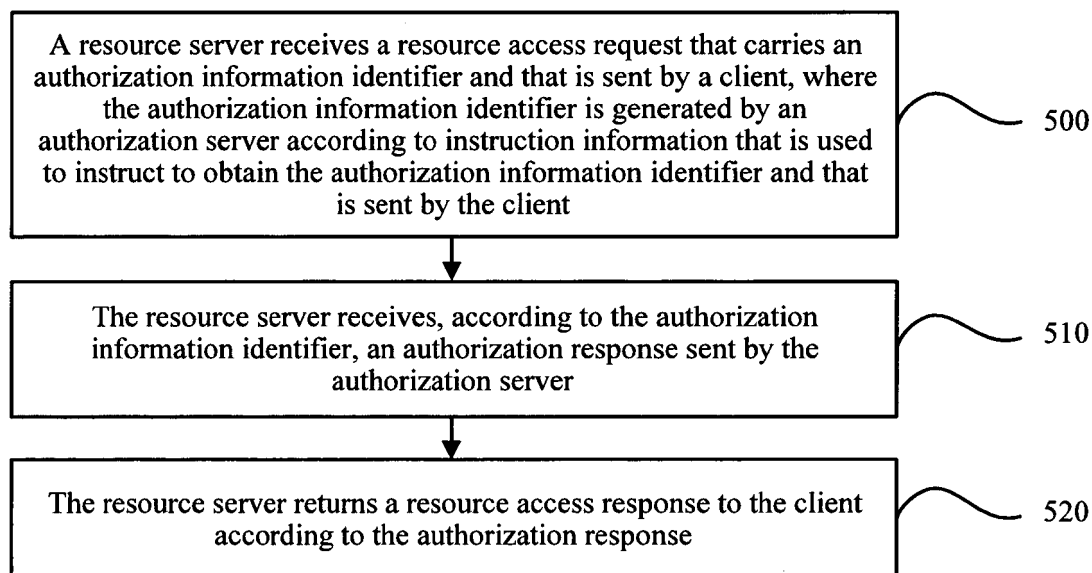 A resource server receives a resource access request that carries an
authorization information identifier and that is sent by a client, where
the authorization information identifier is generated by an
authorization server according to instruction information that is used
to instruct to obtain the authorization information identifier and that
is sent by the client
500
The resource server receives, according to the authorization
information identifier, an authorization response sent by the
authorization server
510
The resource server returns a resource access response to the client
according to the authorization response
520